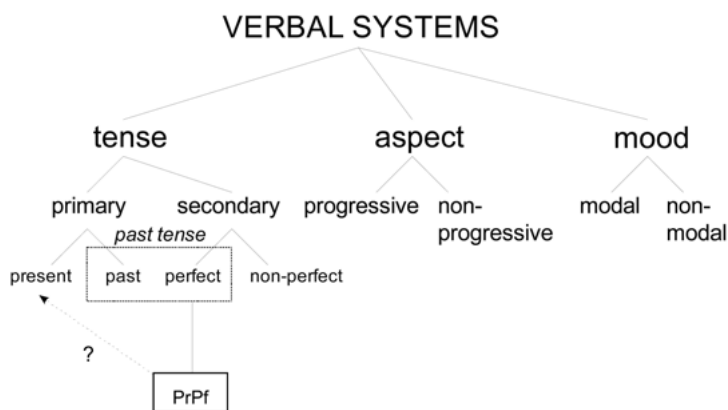 VERBAL SYSTEMS
tense aspect mood
primary secondary progressive non-progressive modal non-modal
past tense
present past perfect non-perfect
?
PrPf